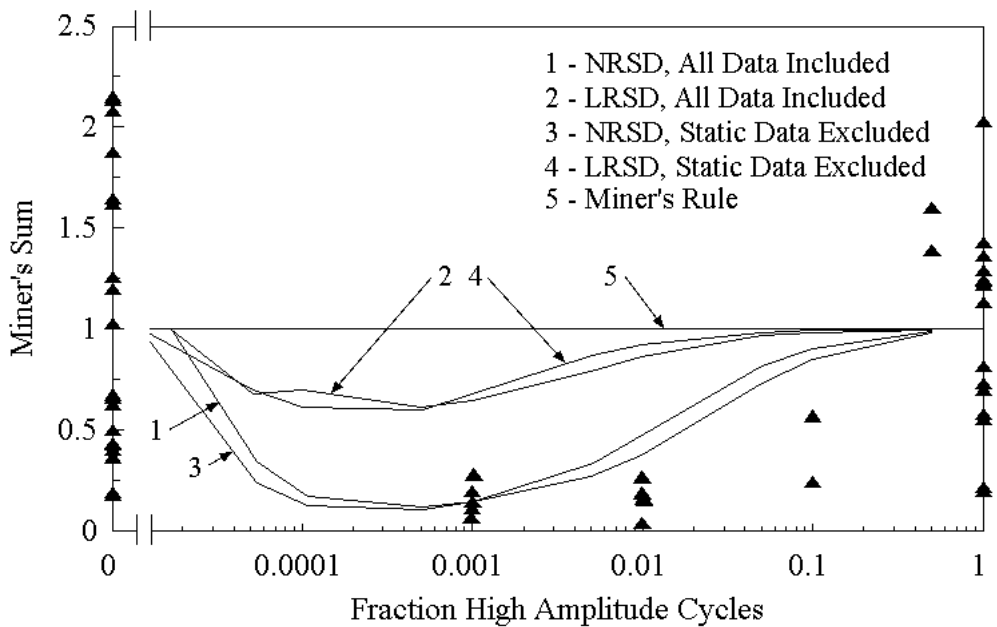 2.5
2
1.5
1
0.5
0
Miner's Sum
1 - NRSD, All Data Included
2 - LRSD, All Data Included
3 - NRSD, Static Data Excluded
4 - LRSD, Static Data Excluded
5 - Miner's Rule
2 4 5
1
3
0 0.0001 0.001 0.01 0.1 1
Fraction High Amplitude Cycles